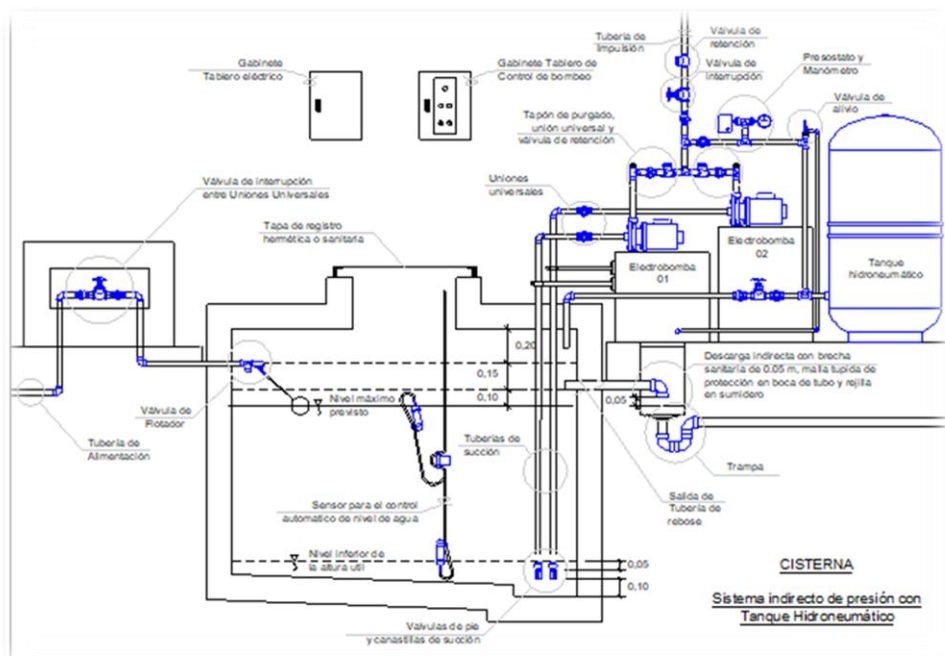 Tubería de
Impulsión
Válvula de
retención
Válvula de
interrupción
Presostato y
Manómetro
Válvula de
alivio
Gabinete
Tablero eléctrico
Gabinete Tablero de
Control de bombeo
Tapón de purgado,
unión universal y
válvula de retención
Válvula de interrupción
entre Uniones Universales
Uniones
universales
Tapa de registro
hermética o sanitaria
Electrobomba
01
Electrobomba
02
Tanque
hidroneumático
0,20
0,15
0,10
0,05
Descarga indirecta con brecha
sanitaria de 0.05 m, malla tupida de
protección en boca de tubo y rejilla
en sumidero
Nivel máximo
previsto
Válvula de
Flotador
Tubería de
Alimentación
Tuberías de
succión
Trampa
Sensor para el control
automatico de nivel de agua
Salida de
Tubería de
rebose
Nivel inferior de
la altura util
0,05
0,10
Válvulas de pie
y canastillas de succión
CISTERNA
Sistema indirecto de presión con
Tanque Hidroneumático